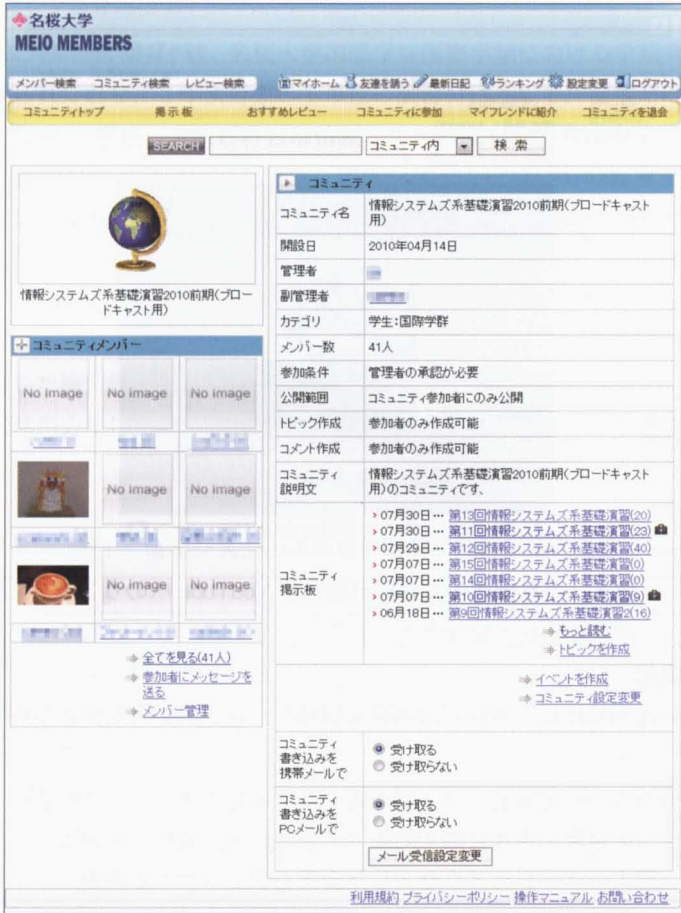 名桜大学
MEIO MEMBERS
メンバー検索 コミュニティ検索 レビュー検索 マイホーム 友達を誘う 最新日記 ランキング 設定変更 ログアウト
コミュニティトップ 掲示板 おすすめレビュー コミュニティに参加 マイフレンドに紹介 コミュニティを退会
SEARCH コミュニティ内 検索
情報システムズ系基礎演習2010前期(ブロー
ドキャスト用)
コミュニティメンバー
No Image No Image No Image
No Image No Image
No Image No Image
全てを見る(41人)
参加者にメッセージを
送る
メンバー管理
コミュニティ
コミュニティ名 情報システムズ系基礎演習2010前期(ブロードキャスト
用)
開設日 2010年04月14日
管理者
副管理者
カテゴリ 学生:国際学群
メンバー数 41人
参加条件 管理者の承認が必要
公開範囲 コミュニティ参加者にのみ公開
トピック作成 参加者のみ作成可能
コメント作成 参加者のみ作成可能
コミュニティ
説明文 情報システムズ系基礎演習2010前期(ブロードキャスト
用)のコミュニティです、
コミュニティ
掲示板
07月30日… 第13回情報システムズ系基礎演習(20)
07月30日… 第11回情報システムズ系基礎演習(23)
07月29日… 第12回情報システムズ系基礎演習(40)
07月07日… 第15回情報システムズ系基礎演習(0)
07月07日… 第14回情報システムズ系基礎演習(0)
07月07日… 第10回情報システムズ系基礎演習(9)
06月18日… 第9回情報システムズ系基礎演習2(16)
もっと読む
トピックを作成
イベントを作成
コミュニティ設定変更
コミュニティ
書き込みを
携帯メールで
受け取る
受け取らない
コミュニティ
書き込みを
PCメールで
受け取る
受け取らない
メール受信設定変更
利用規約 プライバシーポリシー 操作マニュアル お問い合わせ